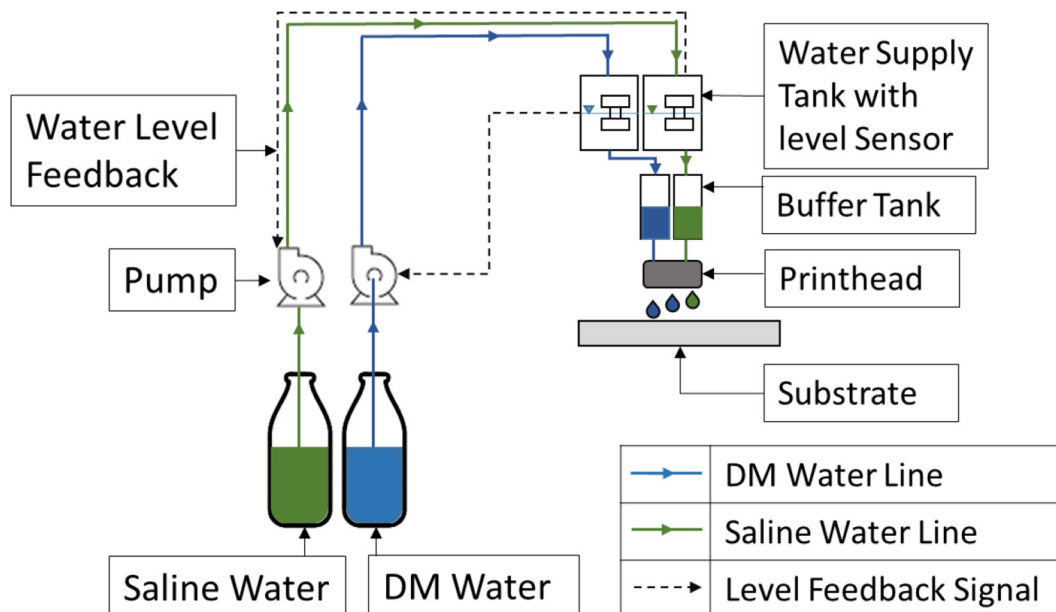 Water Level
Feedback
Pump
Saline Water
DM Water
Water Supply
Tank with
level Sensor
Buffer Tank
Printhead
Substrate
DM Water Line
Saline Water Line
Level Feedback Signal